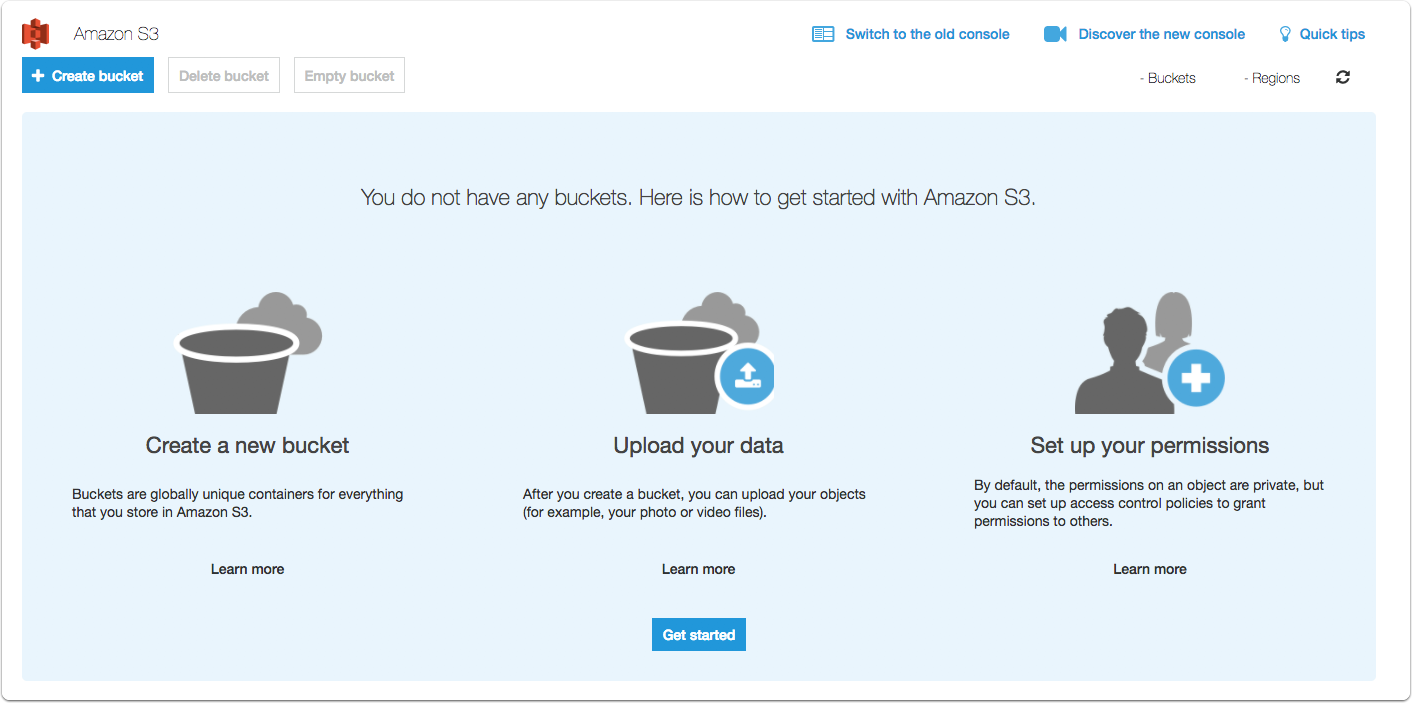 Amazon S3
Switch to the old console
Discover the new console
Quick tips
Create bucket
Delete bucket
Empty bucket
- Buckets
- Regions
You do not have any buckets. Here is how to get started with Amazon S3.
Create a new bucket
Buckets are globally unique containers for everything
that you store in Amazon S3.
Learn more
Upload your data
After you create a bucket, you can upload your objects
(for example, your photo or video files).
Learn more
Set up your permissions
By default, the permissions on an object are private, but
you can set up access control policies to grant
permissions to others.
Learn more
Get started